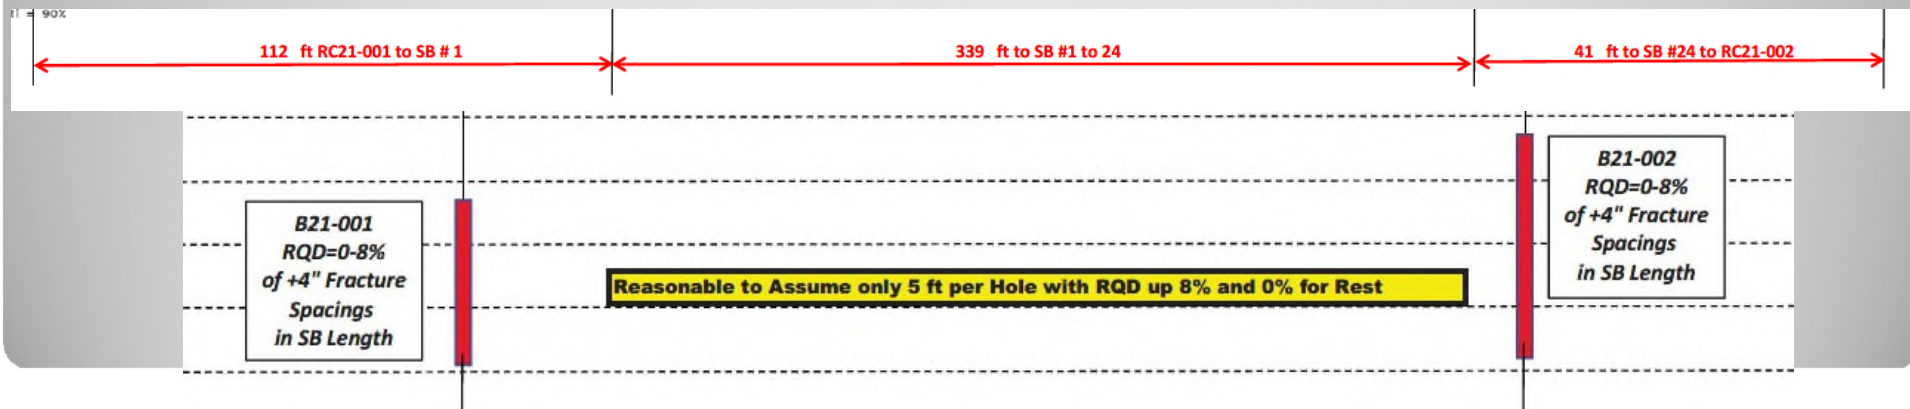 = 90%
112 ft RC21-001 to SB # 1
339 ft to SB #1 to 24
41 ft to SB #24 to RC21-002
B21-001
RQD=0-8%
of +4" Fracture
Spacings
in SB Length
Reasonable to Assume only 5 ft per Hole with RQD up 8% and 0% for Rest
B21-002
RQD=0-8%
of +4" Fracture
Spacings
in SB Length